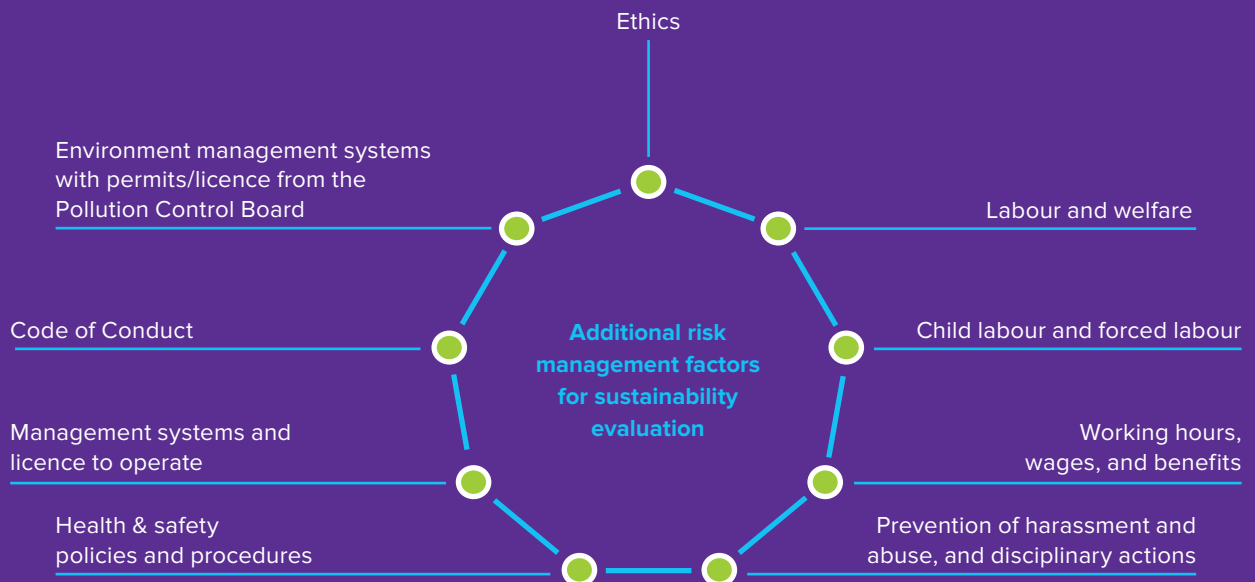 Ethics
Environment management systems
with permits/licence from the
Pollution Control Board
Labour and welfare
Code of Conduct
Additional risk
management factors
for sustainability
evaluation
Child labour and forced labour
Management systems and
licence to operate
Working hours,
wages, and benefits
Health & safety
policies and procedures
Prevention of harassment and
abuse, and disciplinary actions